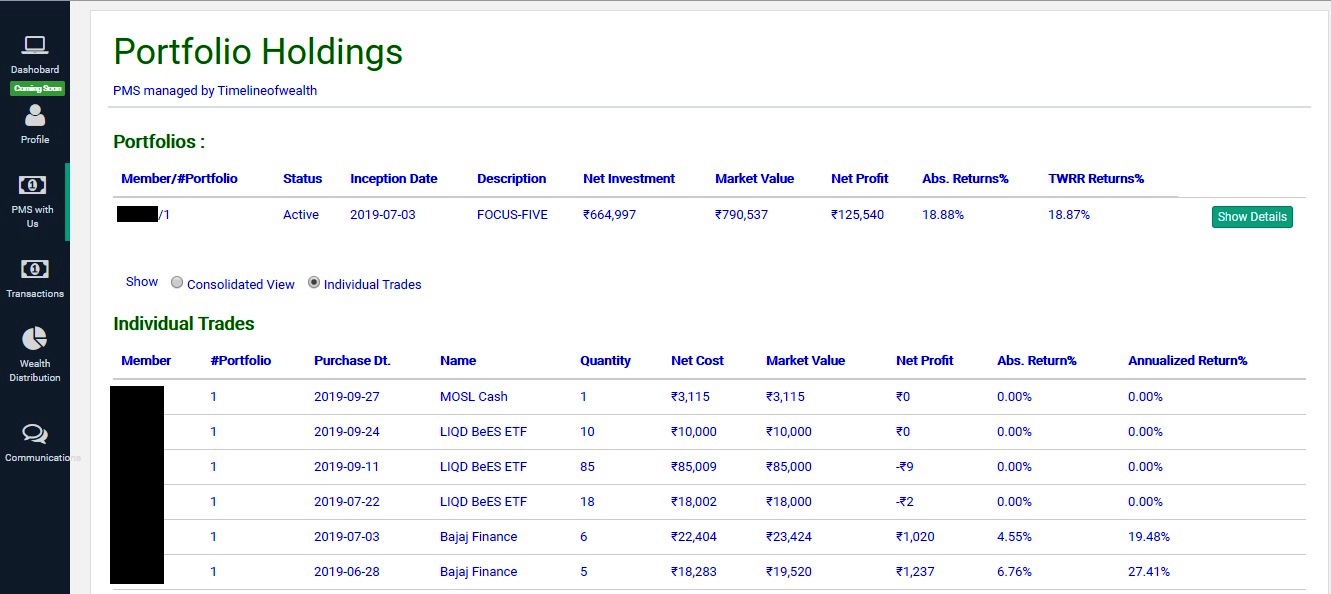 Dashobard
Coming Soon
Profile
PMS with
Us
Transactions
Wealth
Distribution
Communications
Portfolio Holdings
PMS managed by Timelineofwealth
Portfolios :
Member/#Portfolio Status Inception Date Description Net Investment Market Value Net Profit Abs. Returns% TWRR Returns%
/1 Active 2019-07-03 FOCUS-FIVE ₹664,997 ₹790,537 ₹125,540 18.88% 18.87% Show Details
Show Consolidated View Individual Trades
Individual Trades
Member #Portfolio Purchase Dt. Name Quantity Net Cost Market Value Net Profit Abs. Return% Annualized Return%
1 2019-09-27 MOSL Cash 1 ₹3,115 ₹3,115 ₹0 0.00% 0.00%
1 2019-09-24 LIQD BeES ETF 10 ₹10,000 ₹10,000 ₹0 0.00% 0.00%
1 2019-09-11 LIQD BeES ETF 85 ₹85,009 ₹85,000 -₹9 0.00% 0.00%
1 2019-07-22 LIQD BeES ETF 18 ₹18,002 ₹18,000 -₹2 0.00% 0.00%
1 2019-07-03 Bajaj Finance 6 ₹22,404 ₹23,424 ₹1,020 4.55% 19.48%
1 2019-06-28 Bajaj Finance 5 ₹18,283 ₹19,520 ₹1,237 6.76% 27.41%